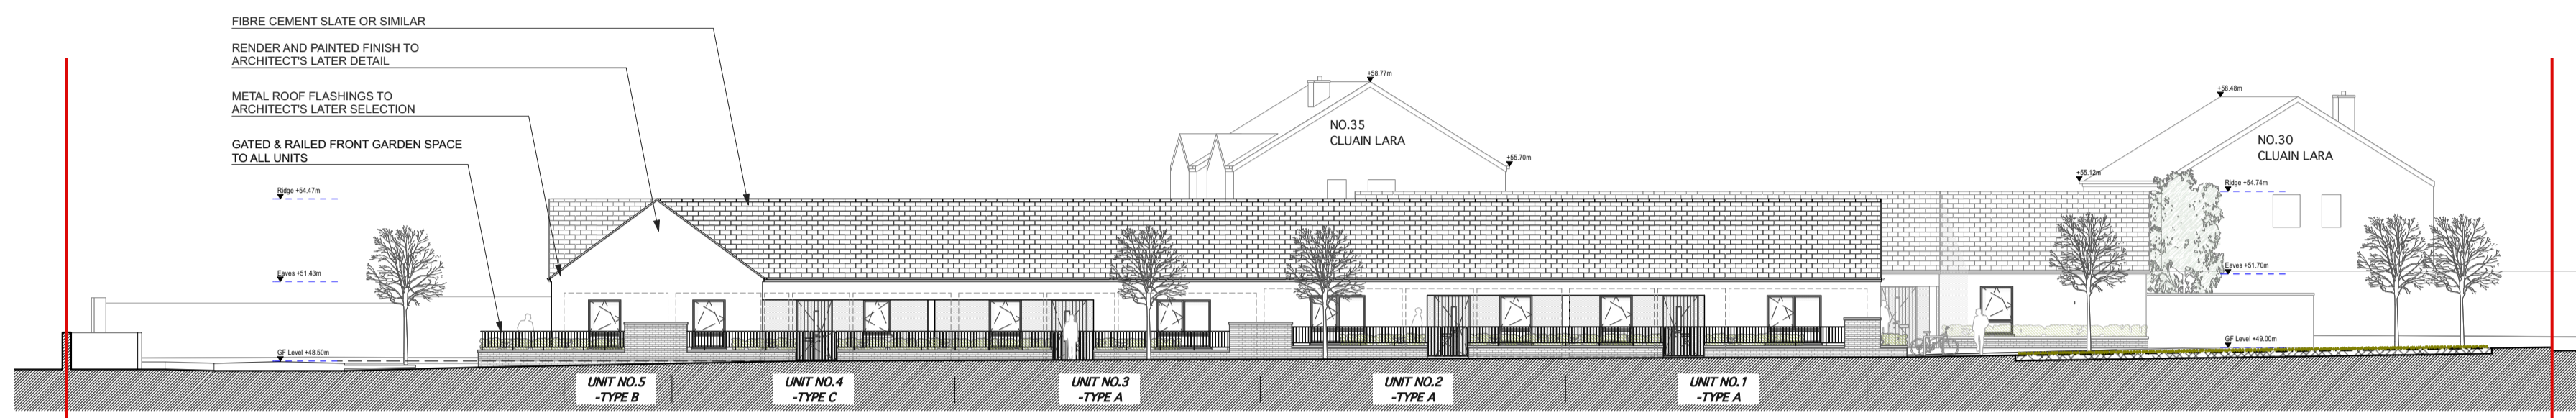 FIBRE CEMENT SLATE OR SIMILAR
RENDER AND PAINTED FINISH TO
ARCHITECT'S LATER DETAIL
METAL ROOF FLASHINGS TO
ARCHITECT'S LATER SELECTION
GATED & RAILED FRONT GARDEN SPACE
TO ALL UNITS
Ridge +54.47m
Eaves +51.43m
GF Level +48.50m
+58.77m
NO.35
CLUAIN LARA
+55.70m
+58.48m
NO.30
CLUAIN LARA
+55.12m
Ridge +54.74m
Eaves +51.70m
GF Level +49.00m
UNIT NO.5
-TYPE B
UNIT NO.4
-TYPE C
UNIT NO.3
-TYPE A
UNIT NO.2
-TYPE A
UNIT NO.1
-TYPE A